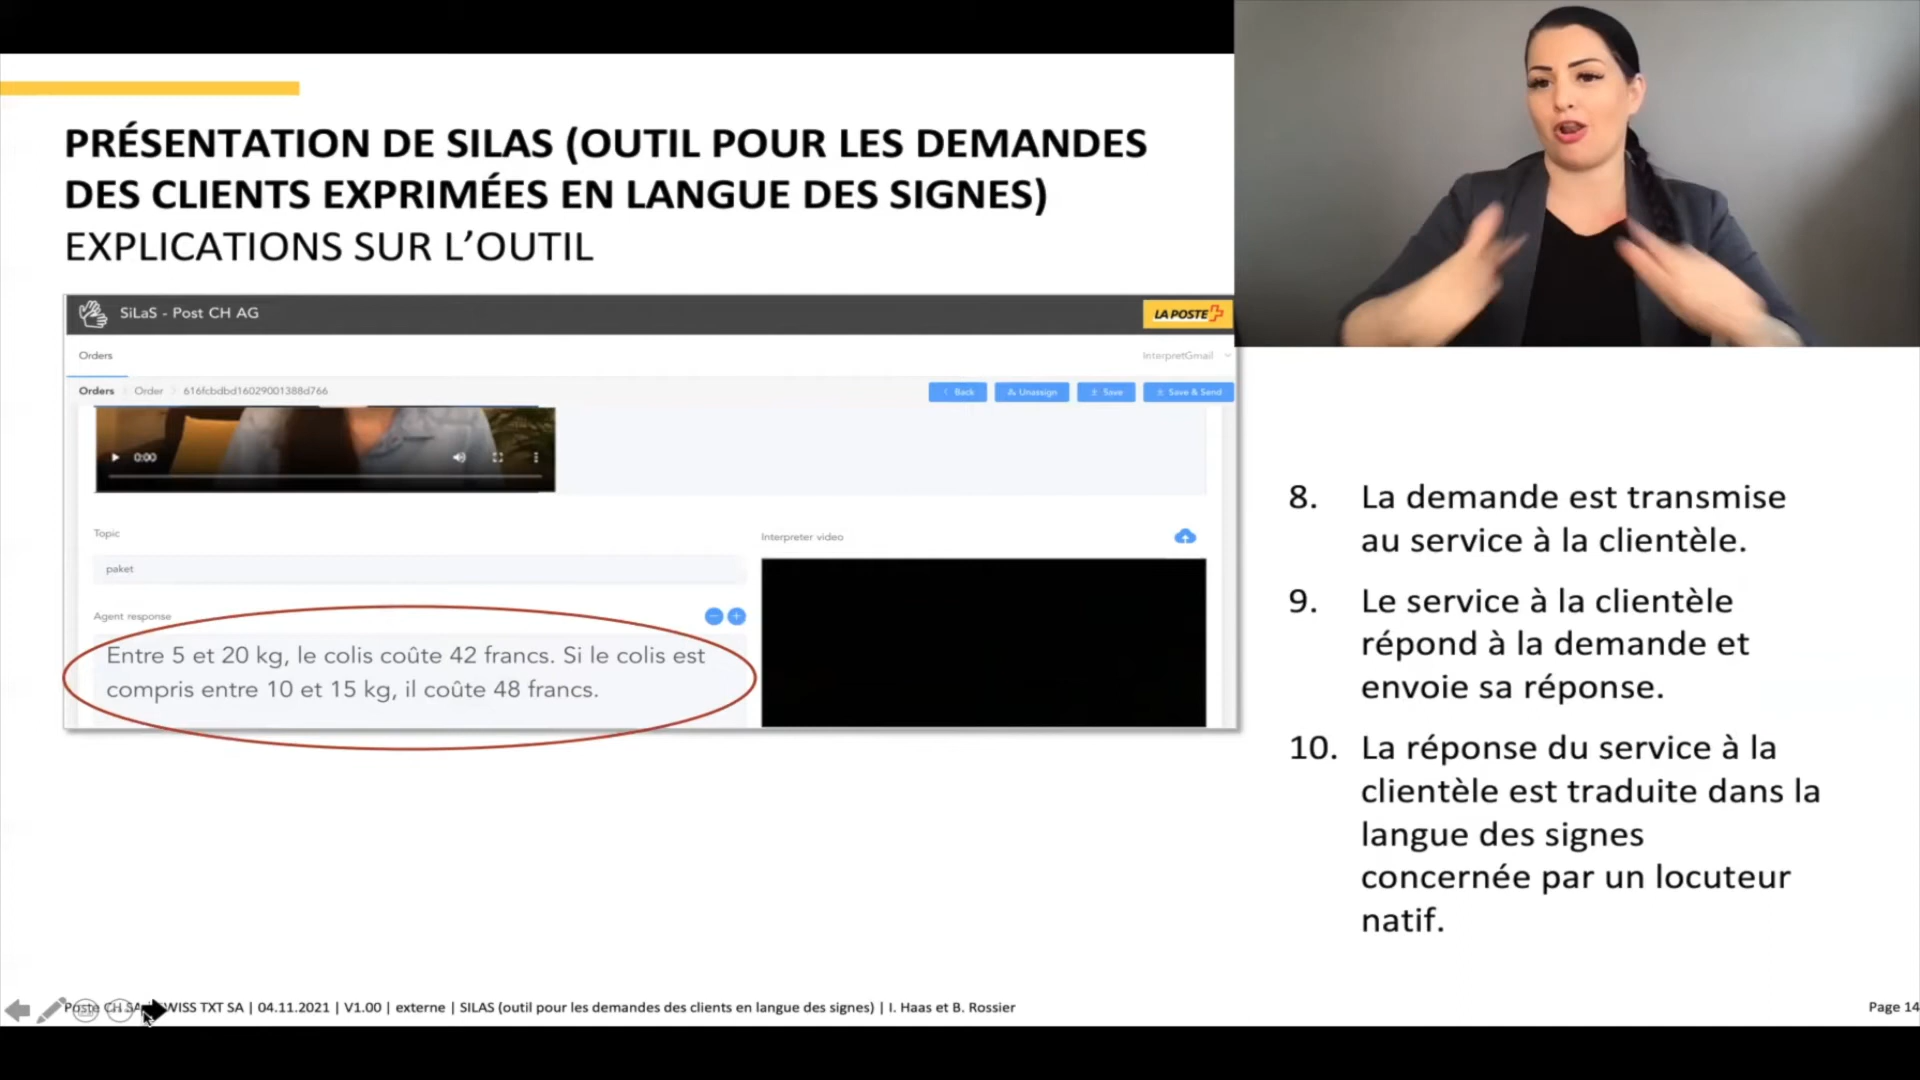 PRÉSENTATION DE SILAS (OUTIL POUR LES DEMANDES
DES CLIENTS EXPRIMÉES EN LANGUE DES SIGNES)
EXPLICATIONS SUR L’OUTIL
SiLaS - Post CH AG
LA POSTE
Orders
InterpretGmail
Orders Order 616fcbdbd16029001388d766
Back
Unassign
Save
Save & Send
0:00
Topic
paket
Interpreter video
Agent response
Entre 5 et 20 kg, le colis coûte 42 francs. Si le colis est
compris entre 10 et 15 kg, il coûte 48 francs.
8. La demande est transmise
au service à la clientèle.
9. Le service à la clientèle
répond à la demande et
envoie sa réponse.
10. La réponse du service à la
clientèle est traduite dans la
langue des signes
concernée par un locuteur
natif.
Poste CH SA | SWISS TXT SA | 04.11.2021 | V1.00 | externe | SILAS (outil pour les demandes des clients en langue des signes) | I. Haas et B. Rossier
Page 14